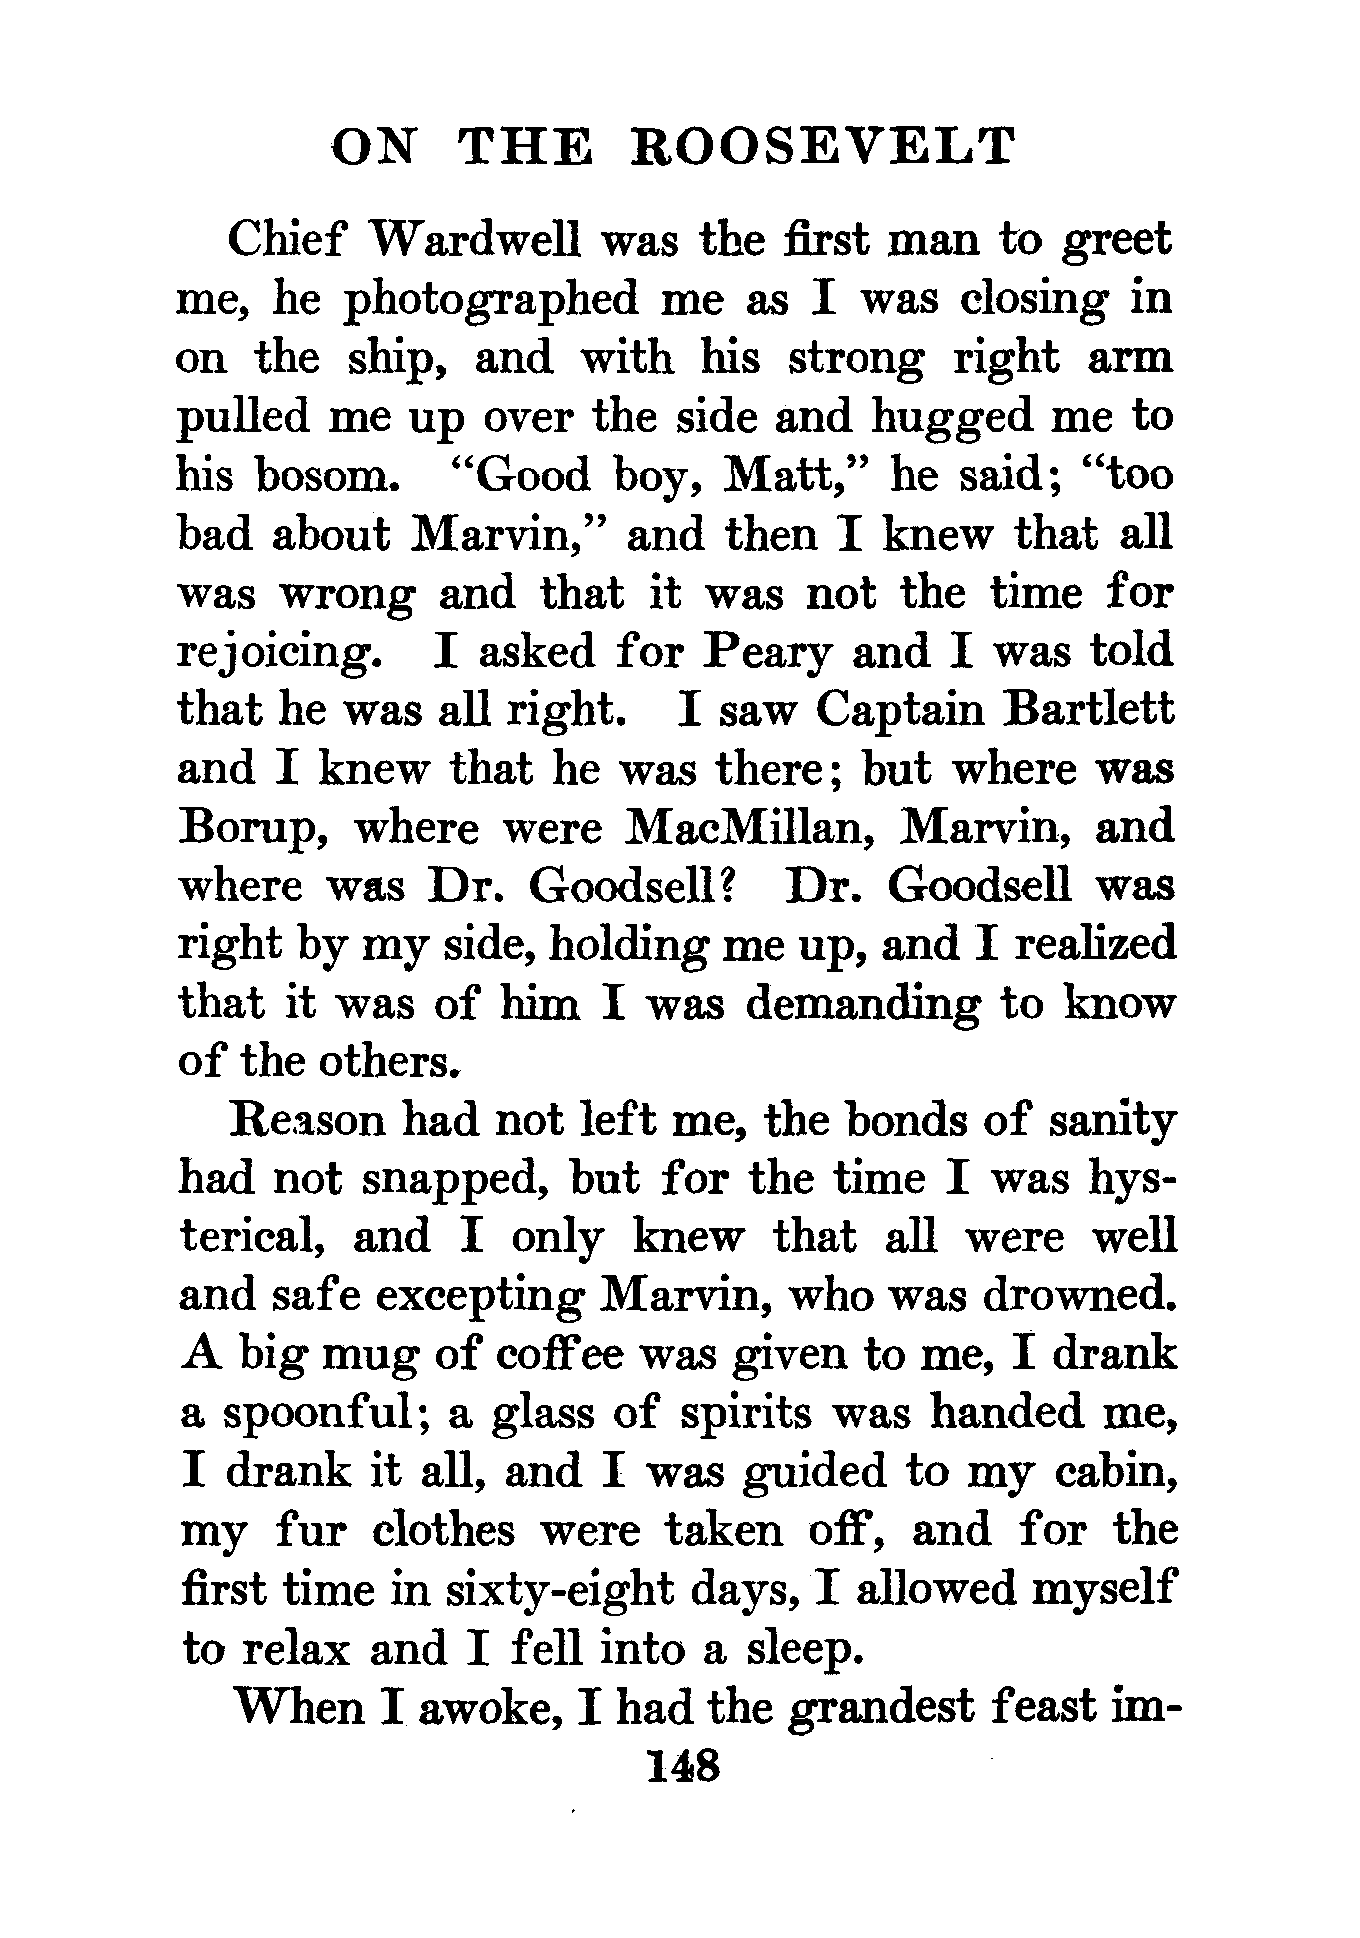 ON THE ROOSEVELT
Chief Wardwell was the first man to greet
me, he photographed me as I was closing in
on the ship, and with his strong right arm
pulled me up over the side and hugged me to
his bosom. “Good boy, Matt,” he said; “too
bad about Marvin,” and then I knew that all
was wrong and that it was not the time for
rejoicing. I asked for Peary and I was told
that he was all right. I saw Captain Bartlett
and I knew that he was there; but where was
Borup, where were MacMillan, Marvin, and
where was Dr. Goodsell? Dr. Goodsell was
right by my side, holding me up, and I realized
that it was of him I was demanding to know
of the others.
Reason had not left me, the bonds of sanity
had not snapped, but for the time I was hys-
terical, and I only knew that all were well
and safe excepting Marvin, who was drowned.
A big mug of coffee was given to me, I drank
a spoonful; a glass of spirits was handed me,
I drank it all, and I was guided to my cabin,
my fur clothes were taken off, and for the
first time in sixty-eight days, I allowed myself
to relax and I fell into a sleep.
When I awoke, I had the grandest feast im-
148